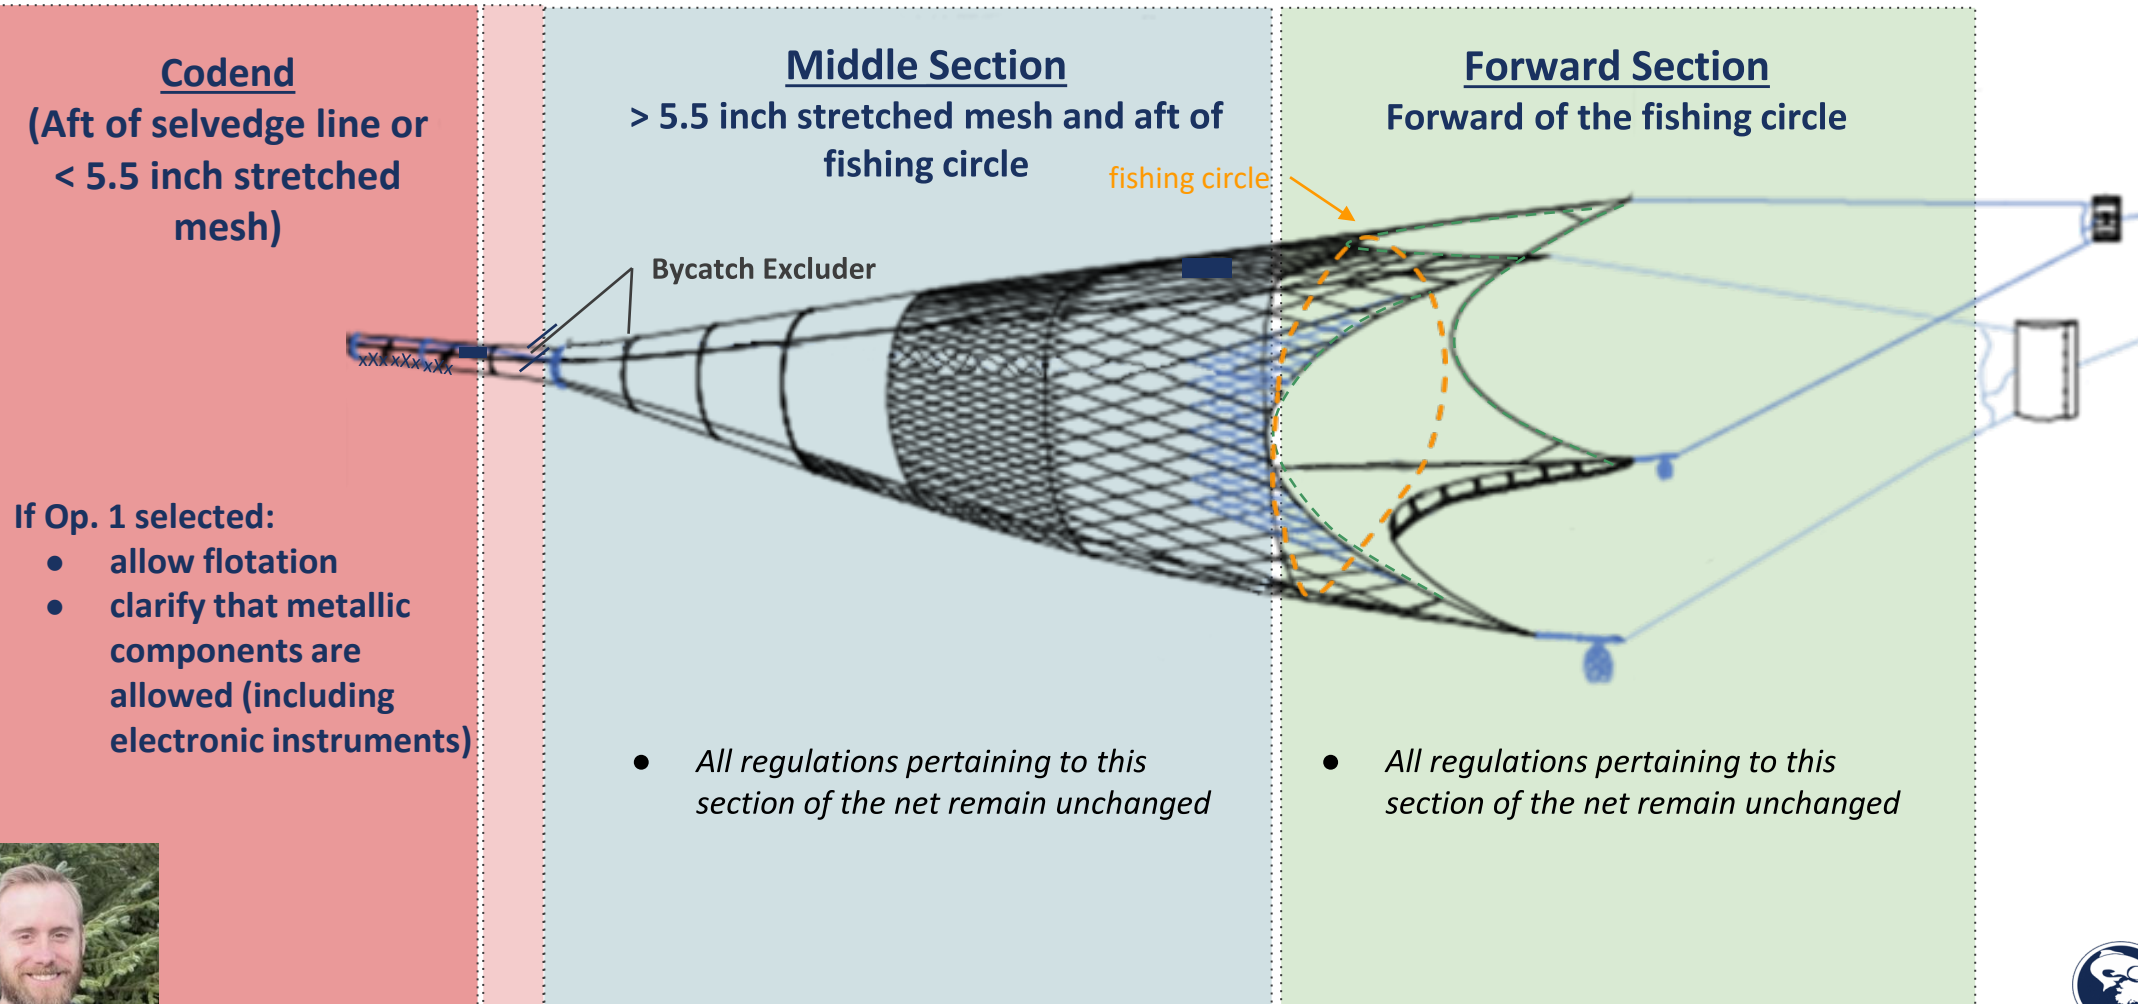 Codend
(Aft of selvedge line or
< 5.5 inch stretched
mesh)
If Op. 1 selected:
● allow flotation
● clarify that metallic
components are
allowed (including
electronic instruments)
Middle Section
> 5.5 inch stretched mesh and aft of
fishing circle
fishing circle
Bycatch Excluder
xXx xXx xXx
● All regulations pertaining to this
section of the net remain unchanged
Forward Section
Forward of the fishing circle
● All regulations pertaining to this
section of the net remain unchanged